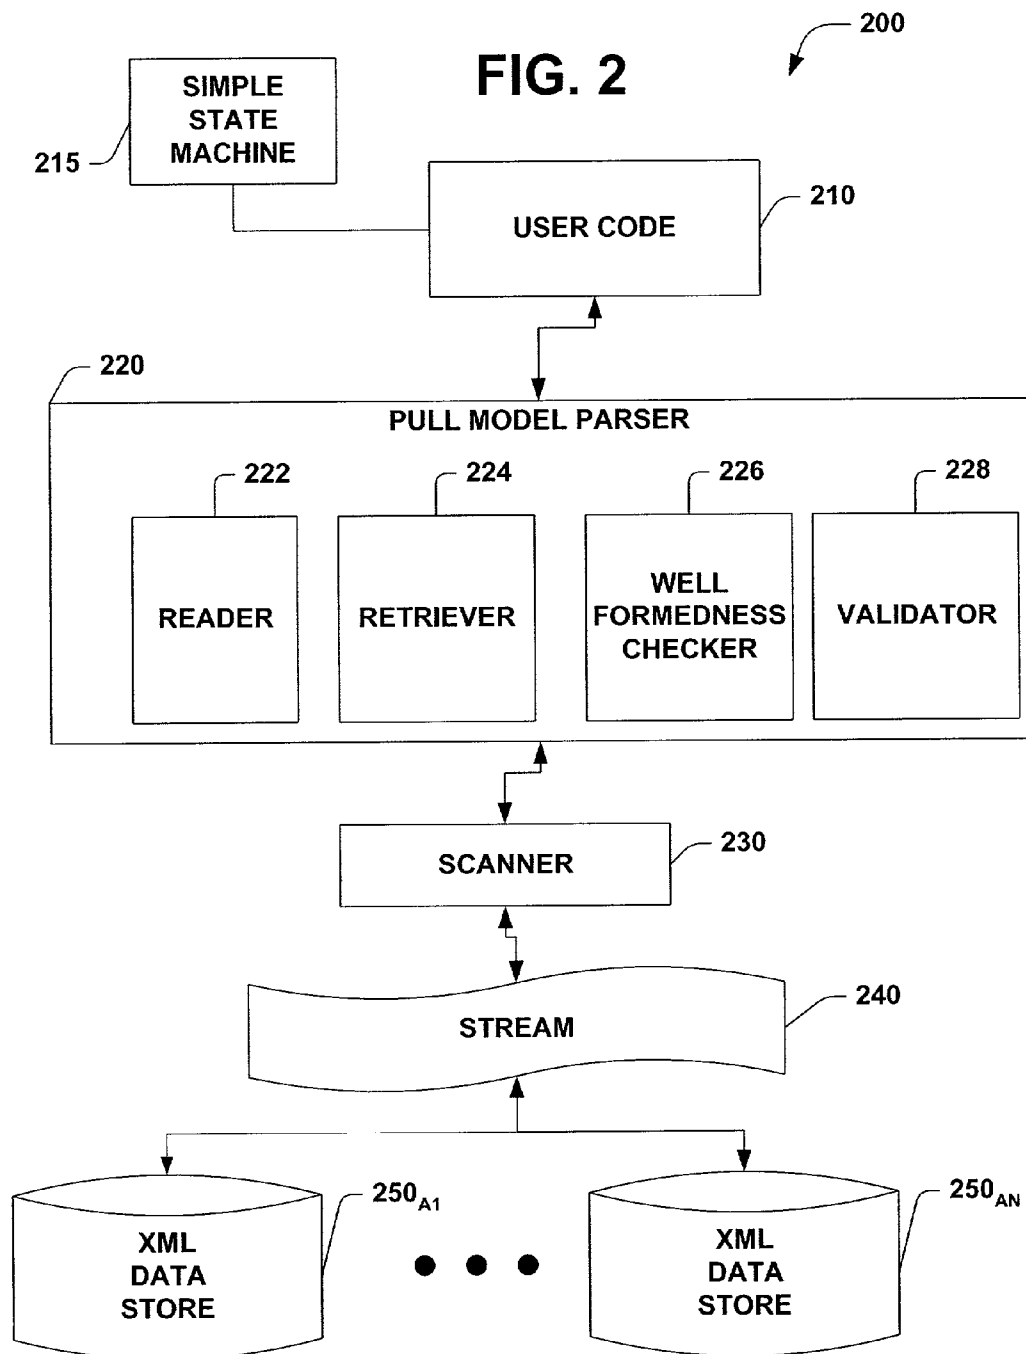 200
FIG. 2
SIMPLE
STATE
MACHINE
215
210
USER CODE
220
PULL MODEL PARSER
222
224
226
228
READER
RETRIEVER
WELL
FORMEDNESS
CHECKER
VALIDATOR
SCANNER
230
STREAM
240
250A1
XML
DATA
STORE
250AN
XML
DATA
STORE